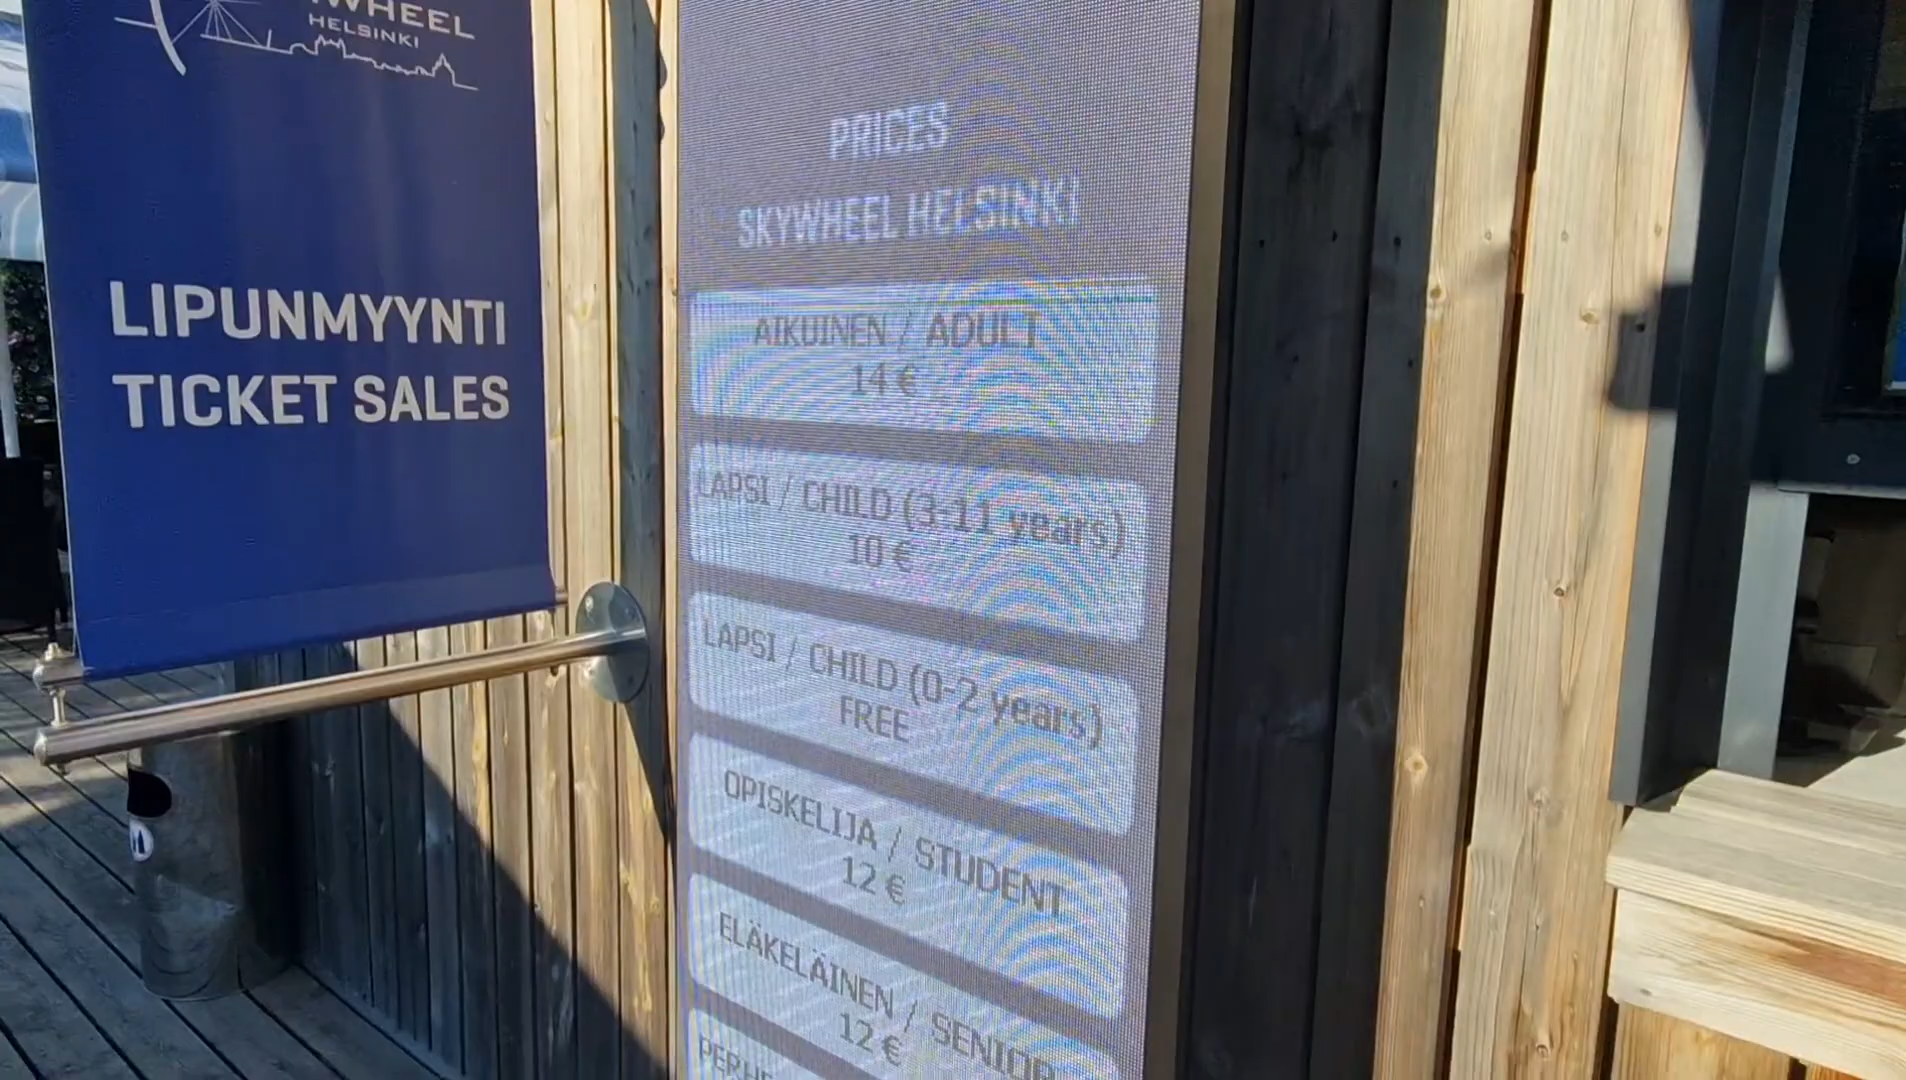 HELSINKI
LIPUNMYYNTI
TICKET SALES
PRICES
SKYWHEEL HELSINKI
AIKUINEN / ADULT
14 €
LAPSI / CHILD (3-11 years)
10 €
LAPSI / CHILD (0-2 years)
FREE
OPISKELIJA / STUDENT
12 €
ELÄKELÄINEN / SENIOR
12 €